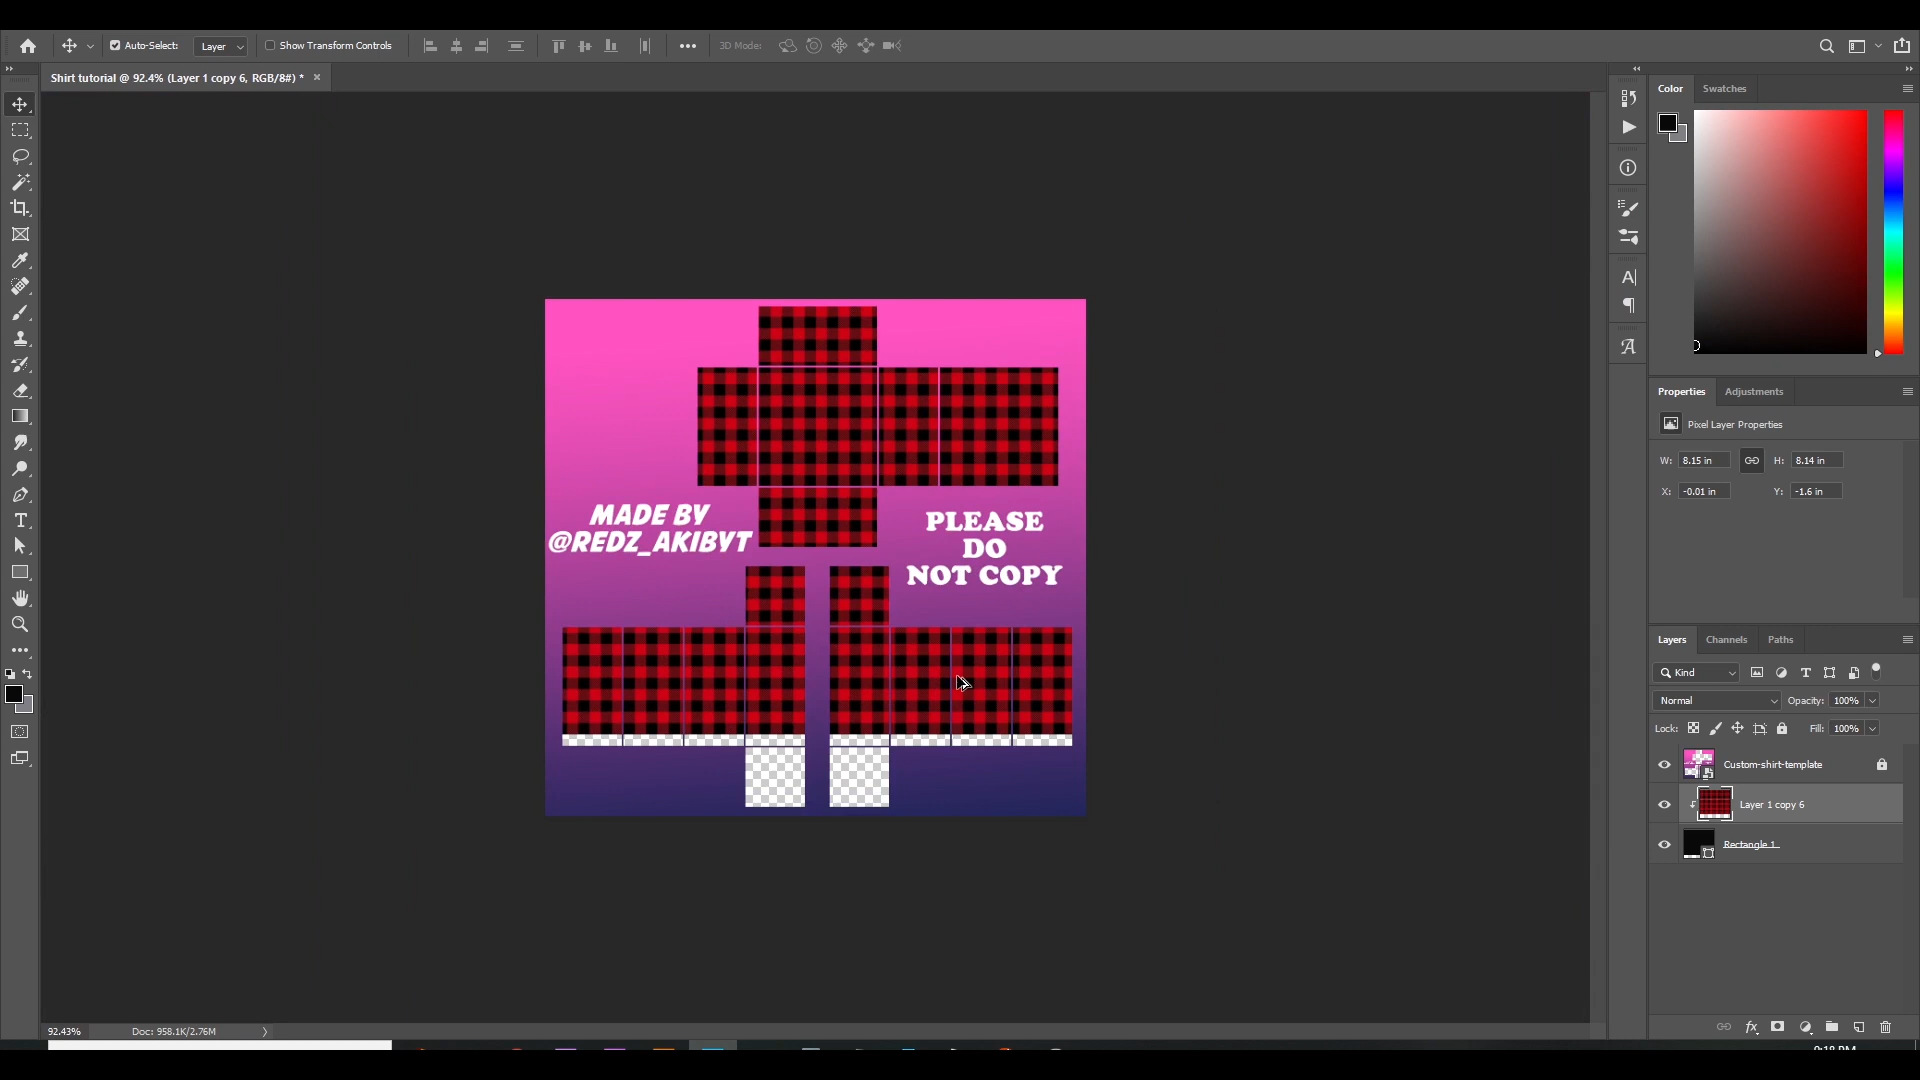 Auto-Select:
Layer
Show Transform Controls
3D Mode:
Shirt tutorial @ 92.4% (Layer 1 copy 6, RGB/8#) *
Color
Swatches
MADE BY
@REDZ_AKIBYT
PLEASE
DO
NOT COPY
Properties
Adjustments
Pixel Layer Properties
W: 8.15 in
H: 8.14 in
X: -0.01 in
Y: -1.6 in
Layers
Channels
Paths
Kind
Normal
Opacity: 100%
Lock:
Fill: 100%
Custom-shirt-template
Layer 1 copy 6
Rectangle 1
92.43%
Doc: 958.1K/2.76M